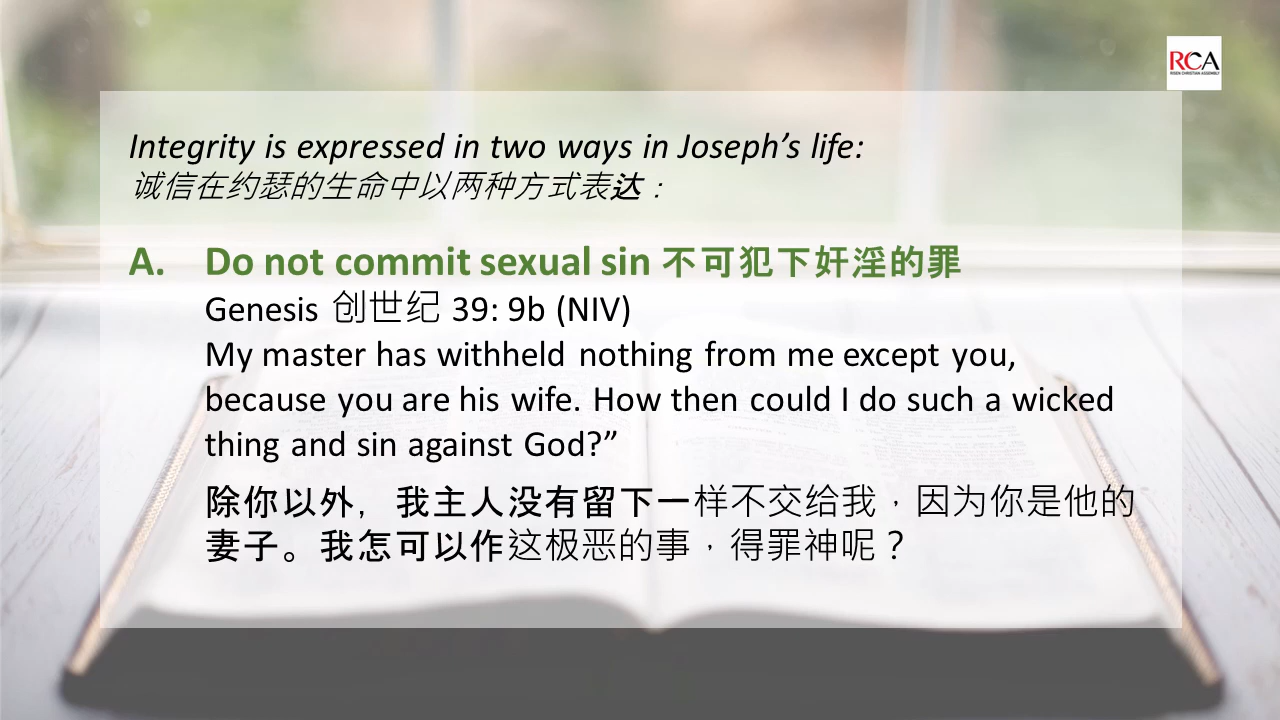 RCA
RISEN CHRISTIAN ASSEMBLY
Integrity is expressed in two ways in Joseph’s life:
诚信在约瑟的生命中以两种方式表达：
A. Do not commit sexual sin 不可犯下奸淫的罪
Genesis 创世纪 39: 9b (NIV)
My master has withheld nothing from me except you,
because you are his wife. How then could I do such a wicked
thing and sin against God?”
除你以外，我主人没有留下一样不交给我，因为你是他的
妻子。我怎可以作这极恶的事，得罪神呢？